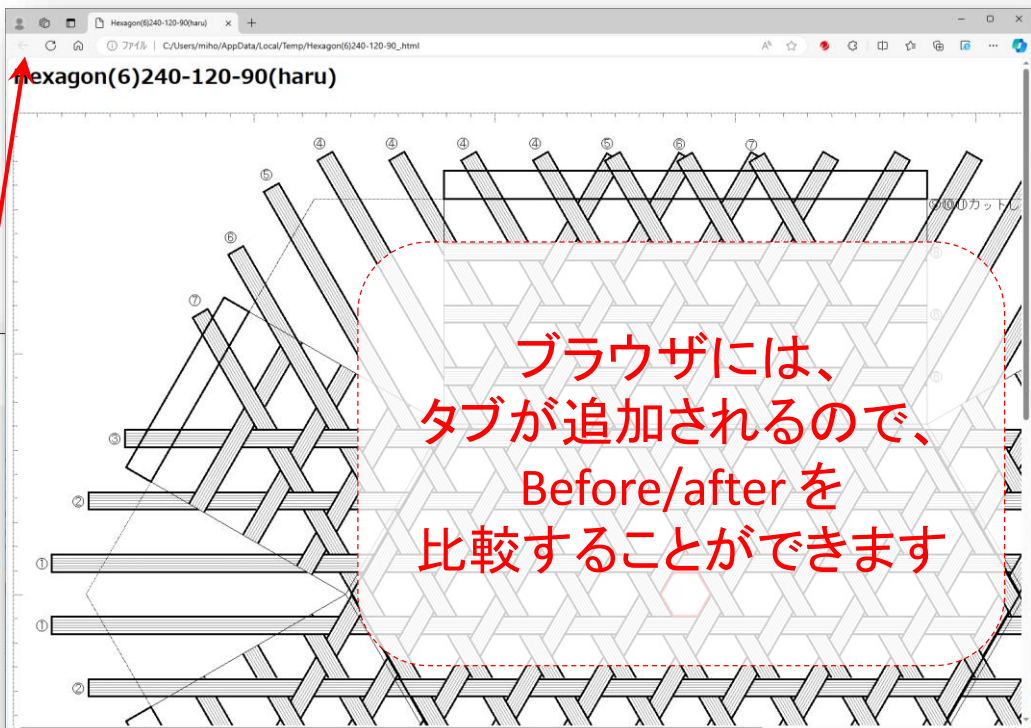 Hexagon(6)240-120-90(haru)
ファイル
C:/Users/miho/AppData/Local/Temp/Hexagon(6)240-120-90_.html
Hexagon(6)240-120-90(haru)
④ ④ ④ ④ ⑤ ⑥ ⑦
⑤
⑥
⑦
③
②
①
①
②
ブラウザには、
タブが追加されるので、
Before/after を
比較することができます